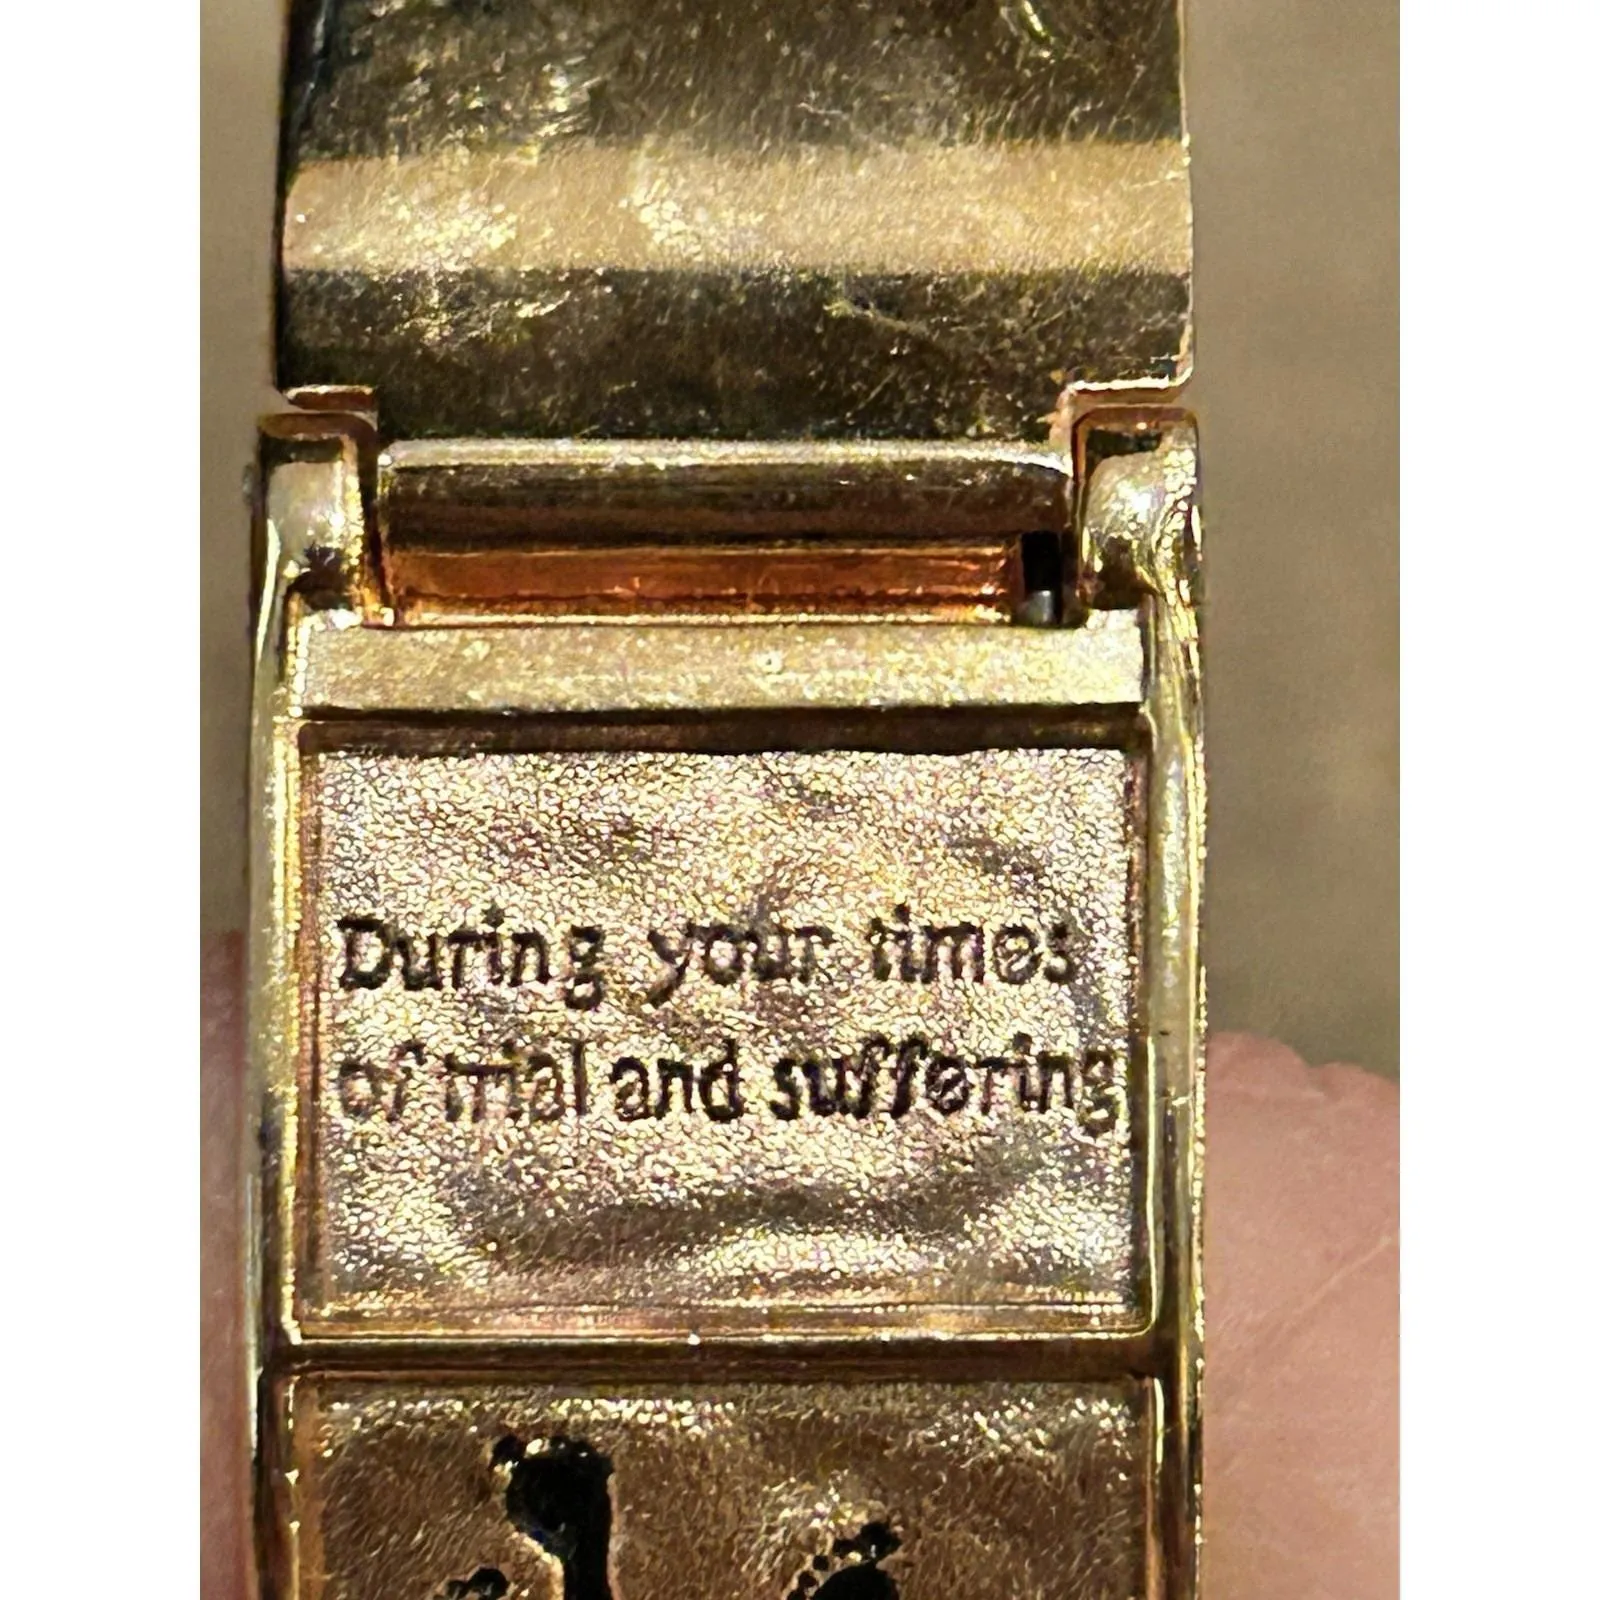 During your times
of trial and suffering